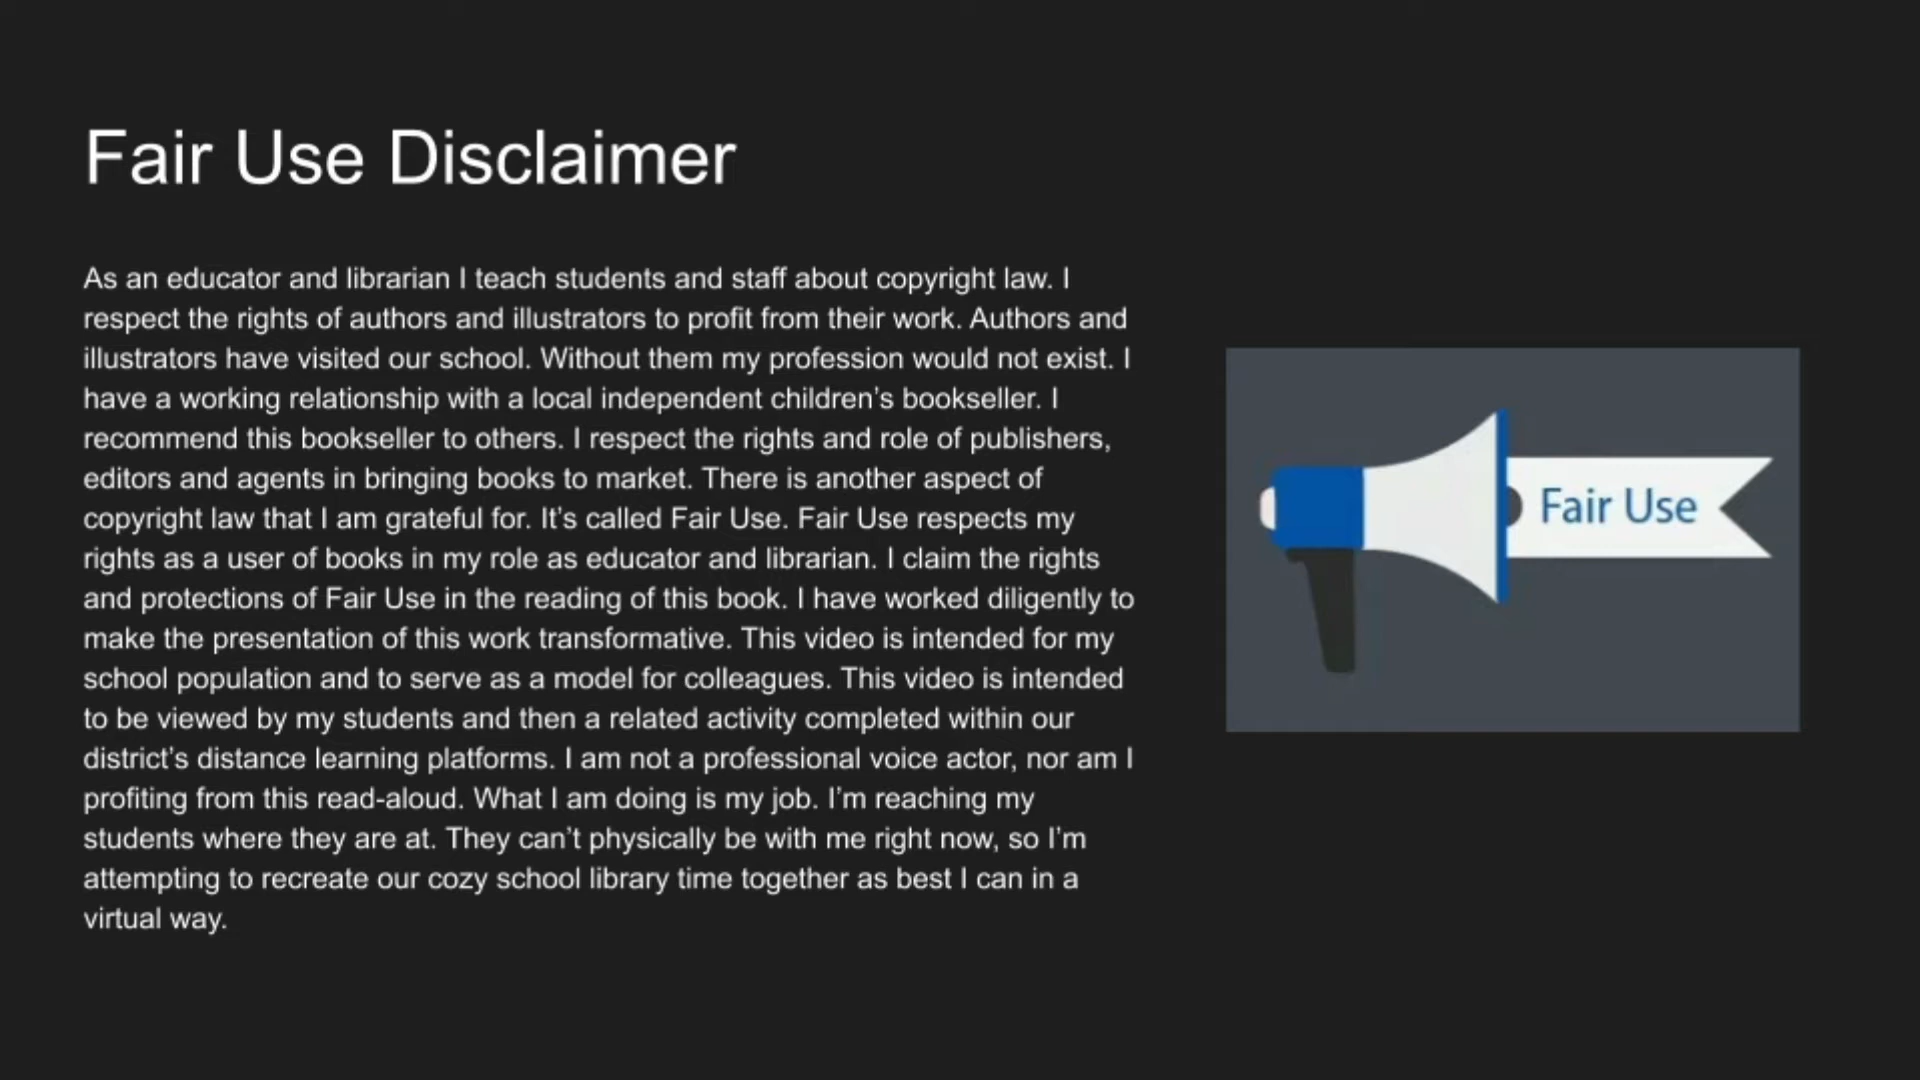 Fair Use Disclaimer
As an educator and librarian I teach students and staff about copyright law. I
respect the rights of authors and illustrators to profit from their work. Authors and
illustrators have visited our school. Without them my profession would not exist. I
have a working relationship with a local independent children’s bookseller. I
recommend this bookseller to others. I respect the rights and role of publishers,
editors and agents in bringing books to market. There is another aspect of
copyright law that I am grateful for. It’s called Fair Use. Fair Use respects my
rights as a user of books in my role as educator and librarian. I claim the rights
and protections of Fair Use in the reading of this book. I have worked diligently to
make the presentation of this work transformative. This video is intended for my
school population and to serve as a model for colleagues. This video is intended
to be viewed by my students and then a related activity completed within our
district’s distance learning platforms. I am not a professional voice actor, nor am I
profiting from this read-aloud. What I am doing is my job. I’m reaching my
students where they are at. They can’t physically be with me right now, so I’m
attempting to recreate our cozy school library time together as best I can in a
virtual way.
Fair Use